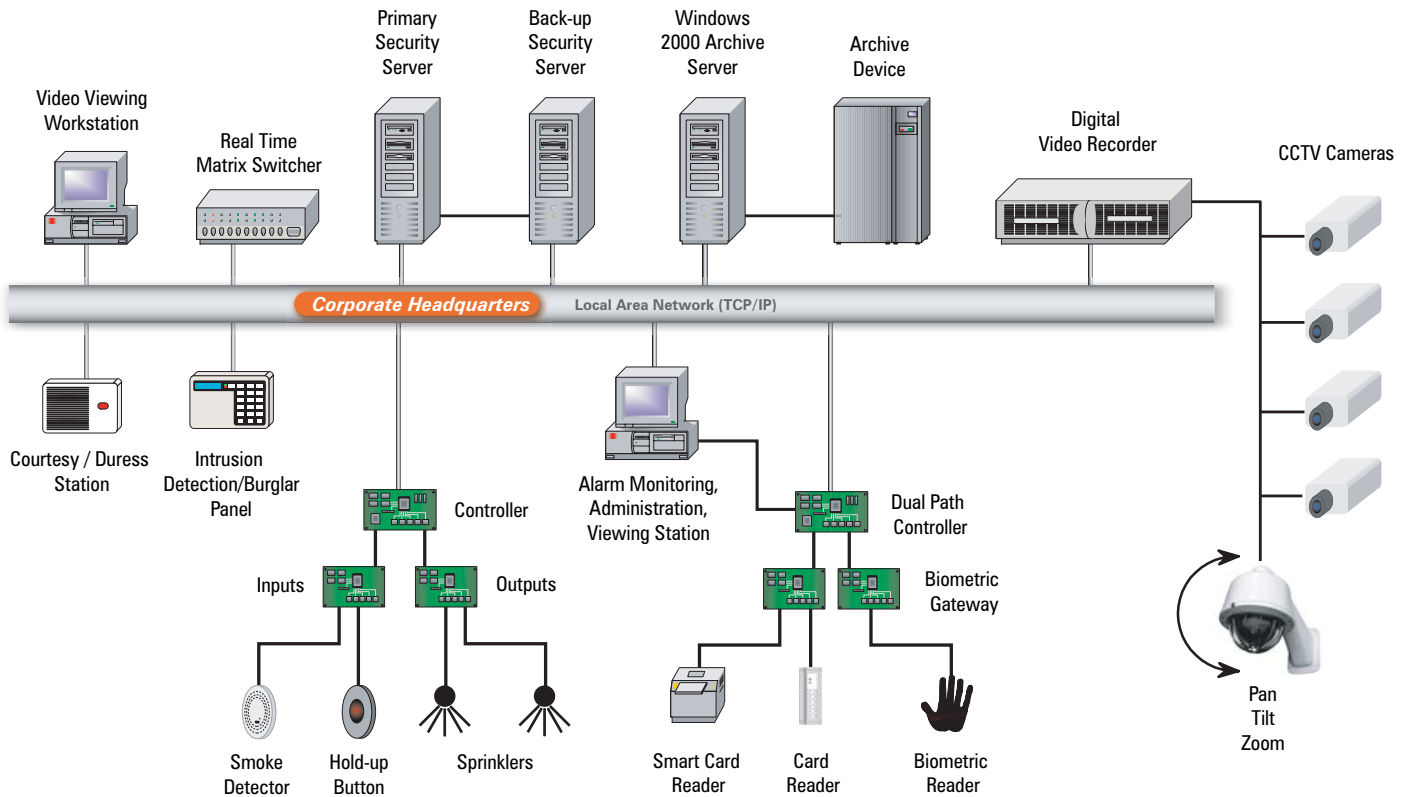 Primary
Security
Server
Back-up
Security
Server
Windows
2000 Archive
Server
Archive
Device
Video Viewing
Workstation
Real Time
Matrix Switcher
Digital
Video Recorder
CCTV Cameras
Corporate Headquarters
Local Area Network (TCP/IP)
Courtesy / Duress
Station
Intrusion
Detection/Burglar
Panel
Controller
Alarm Monitoring,
Administration,
Viewing Station
Dual Path
Controller
Inputs
Outputs
Biometric
Gateway
Smoke
Detector
Hold-up
Button
Sprinklers
Smart Card
Reader
Card
Reader
Biometric
Reader
Pan
Tilt
Zoom